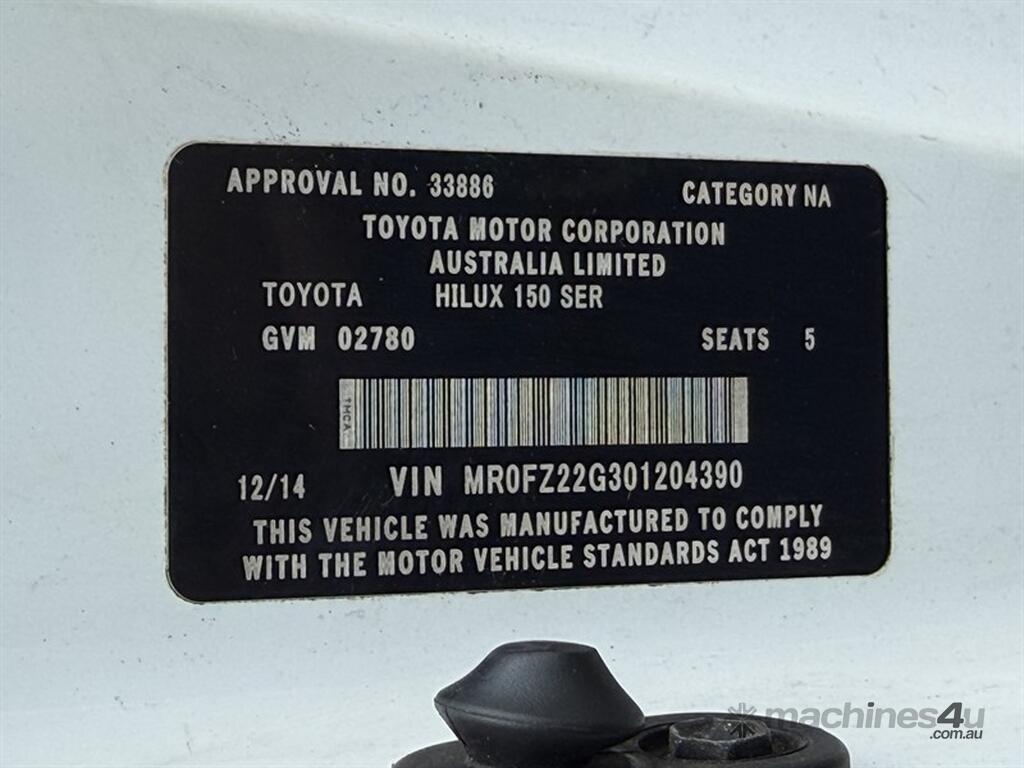 APPROVAL NO. 33886 CATEGORY NA
TOYOTA MOTOR CORPORATION
AUSTRALIA LIMITED
TOYOTA HILUX 150 SER
GVM 02780 SEATS 5
TMCA
12/14 VIN MR0FZ22G301204390
THIS VEHICLE WAS MANUFACTURED TO COMPLY
WITH THE MOTOR VEHICLE STANDARDS ACT 1989
machines4u
.com.au